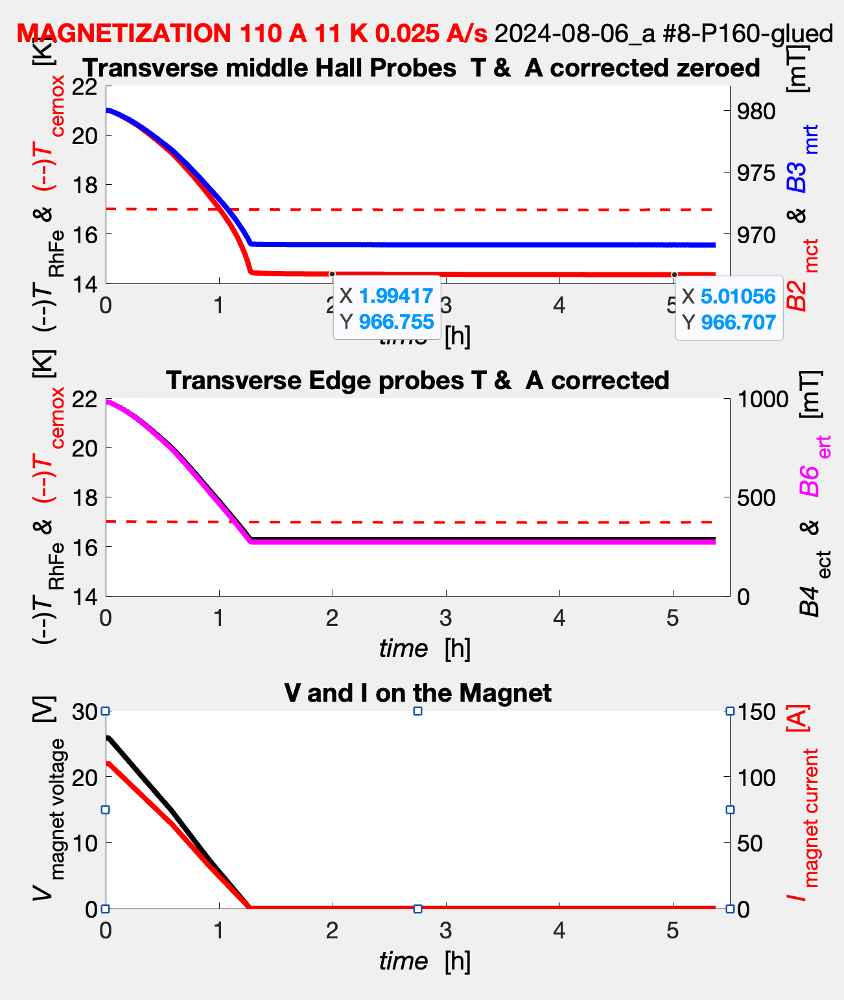 MAGNETIZATION 110 A 11 K 0.025 A/s 2024-08-06_a #8-P160-glued
Transverse middle Hall Probes T & A corrected zeroed
(--)T RhFe & (--)T cernox [K]
22
20
18
16
14
980
975
970
B2 mct & B3 mrt [mT]
0 1 2 3 4 5
X 1.99417
Y 966.755
X 5.01056
Y 966.707
time [h]
Transverse Edge probes T & A corrected
(--)T RhFe & (--)T cernox [K]
22
20
18
16
14
1000
500
0
B4 ect & B6 ert [mT]
0 1 2 3 4 5
time [h]
V and I on the Magnet
V magnet voltage [V]
30
20
10
0
150
100
50
0
I magnet current [A]
0 1 2 3 4 5
time [h]